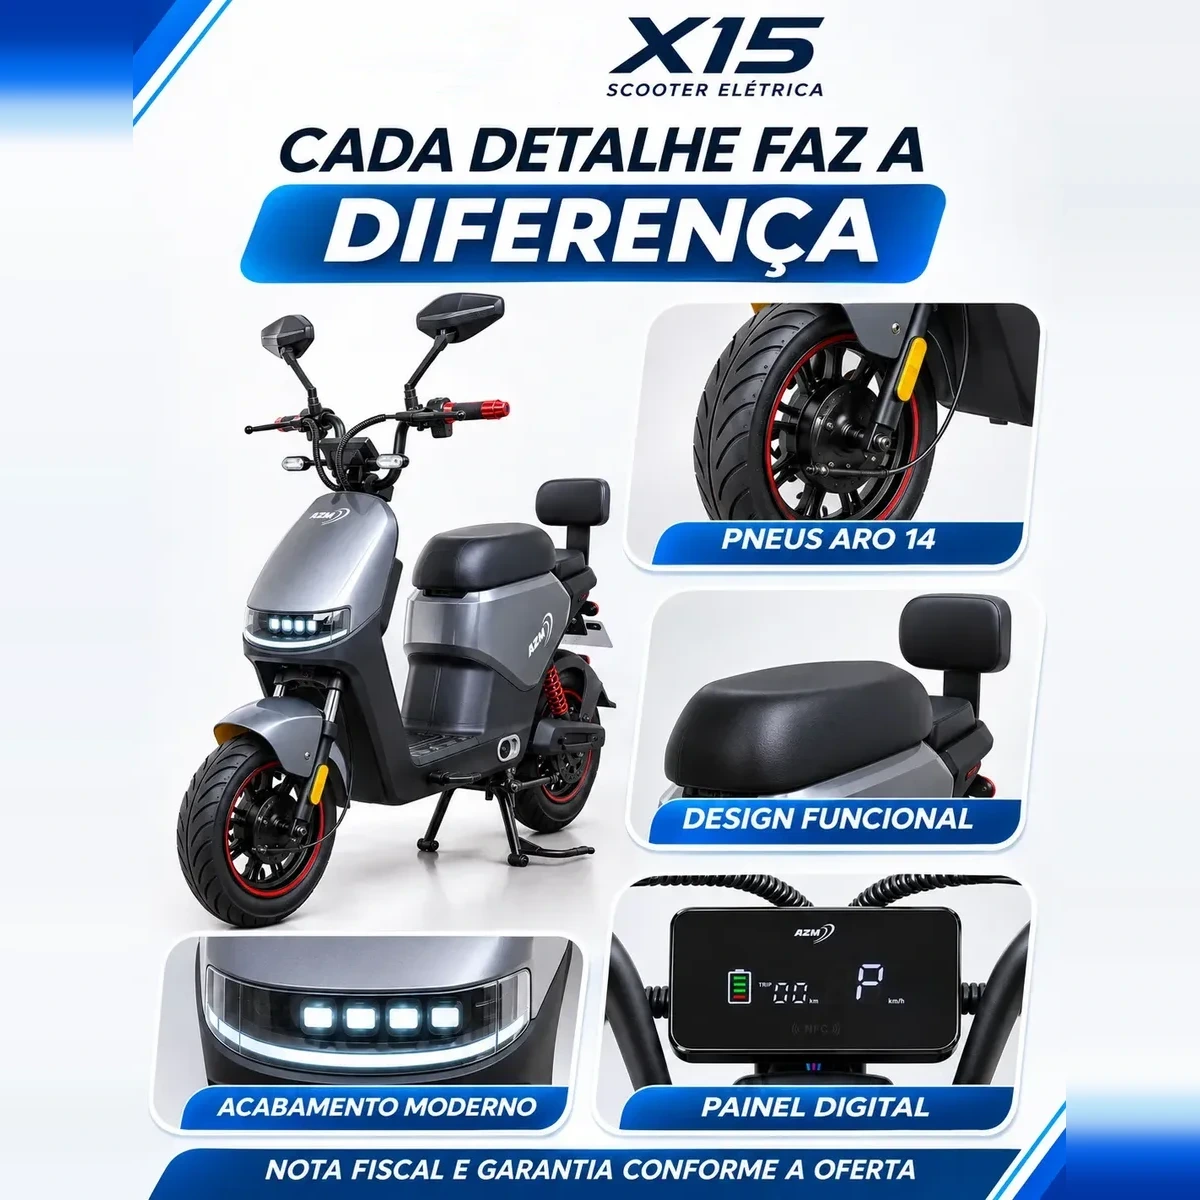 X15
SCOOTER ELÉTRICA
CADA DETALHE FAZ A
DIFERENÇA
AZM
AZM
PNEUS ARO 14
DESIGN FUNCIONAL
AZM
TRIP 00 km
P km/h
NFC
ACABAMENTO MODERNO
PAINEL DIGITAL
NOTA FISCAL E GARANTIA CONFORME A OFERTA